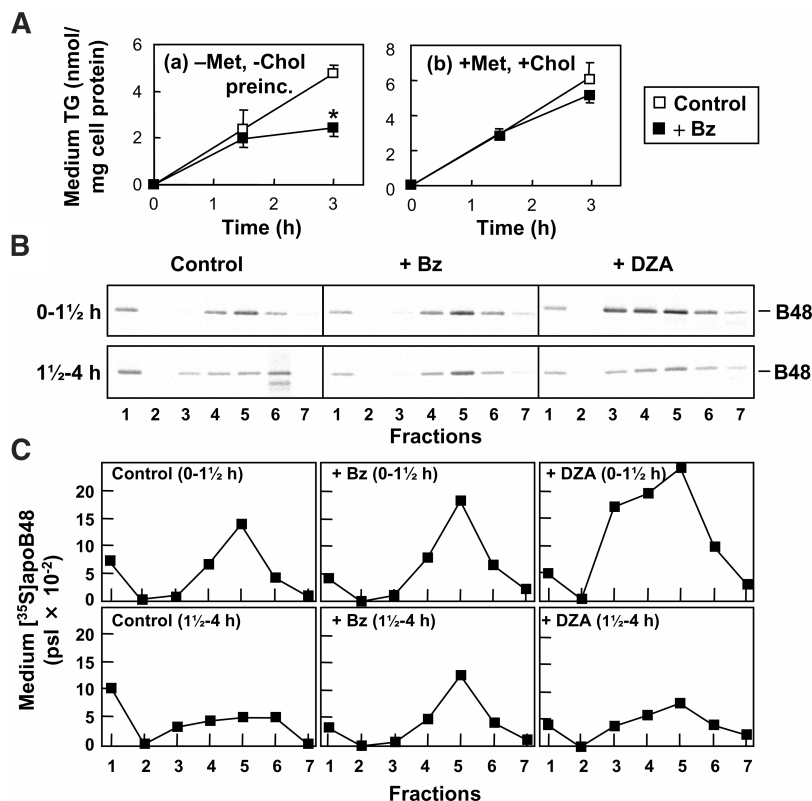 A
(a) –Met, -Chol
preinc.
(b) +Met, +Chol
Control
+ Bz
Medium TG (nmol/
mg cell protein)
6
4
2
0
*
8
6
4
2
0
0 1 2 3
0 1 2 3
Time (h)
Time (h)
B
Control + Bz + DZA
0-1½ h
B48
1½-4 h
B48
1 2 3 4 5 6 7 1 2 3 4 5 6 7 1 2 3 4 5 6 7
Fractions
C
Control (0-1½ h)
+ Bz (0-1½ h)
+ DZA (0-1½ h)
20
15
10
5
0
Control (1½-4 h)
+ Bz (1½-4 h)
+ DZA (1½-4 h)
20
15
10
5
0
Medium [³⁵S]apoB48
(psl × 10⁻²)
1 2 3 4 5 6 7 1 2 3 4 5 6 7 1 2 3 4 5 6 7
Fractions